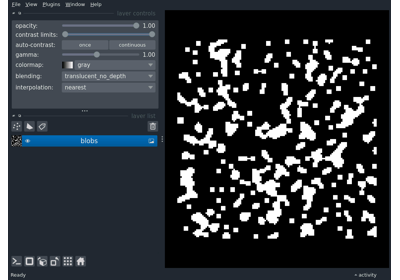 File View Plugins Window Help
layer controls
opacity: 1.00
contrast limits:
auto-contrast: once continuous
gamma: 1.00
colormap: gray
blending: translucent_no_depth
interpolation: nearest
layer list
blobs
Ready activity